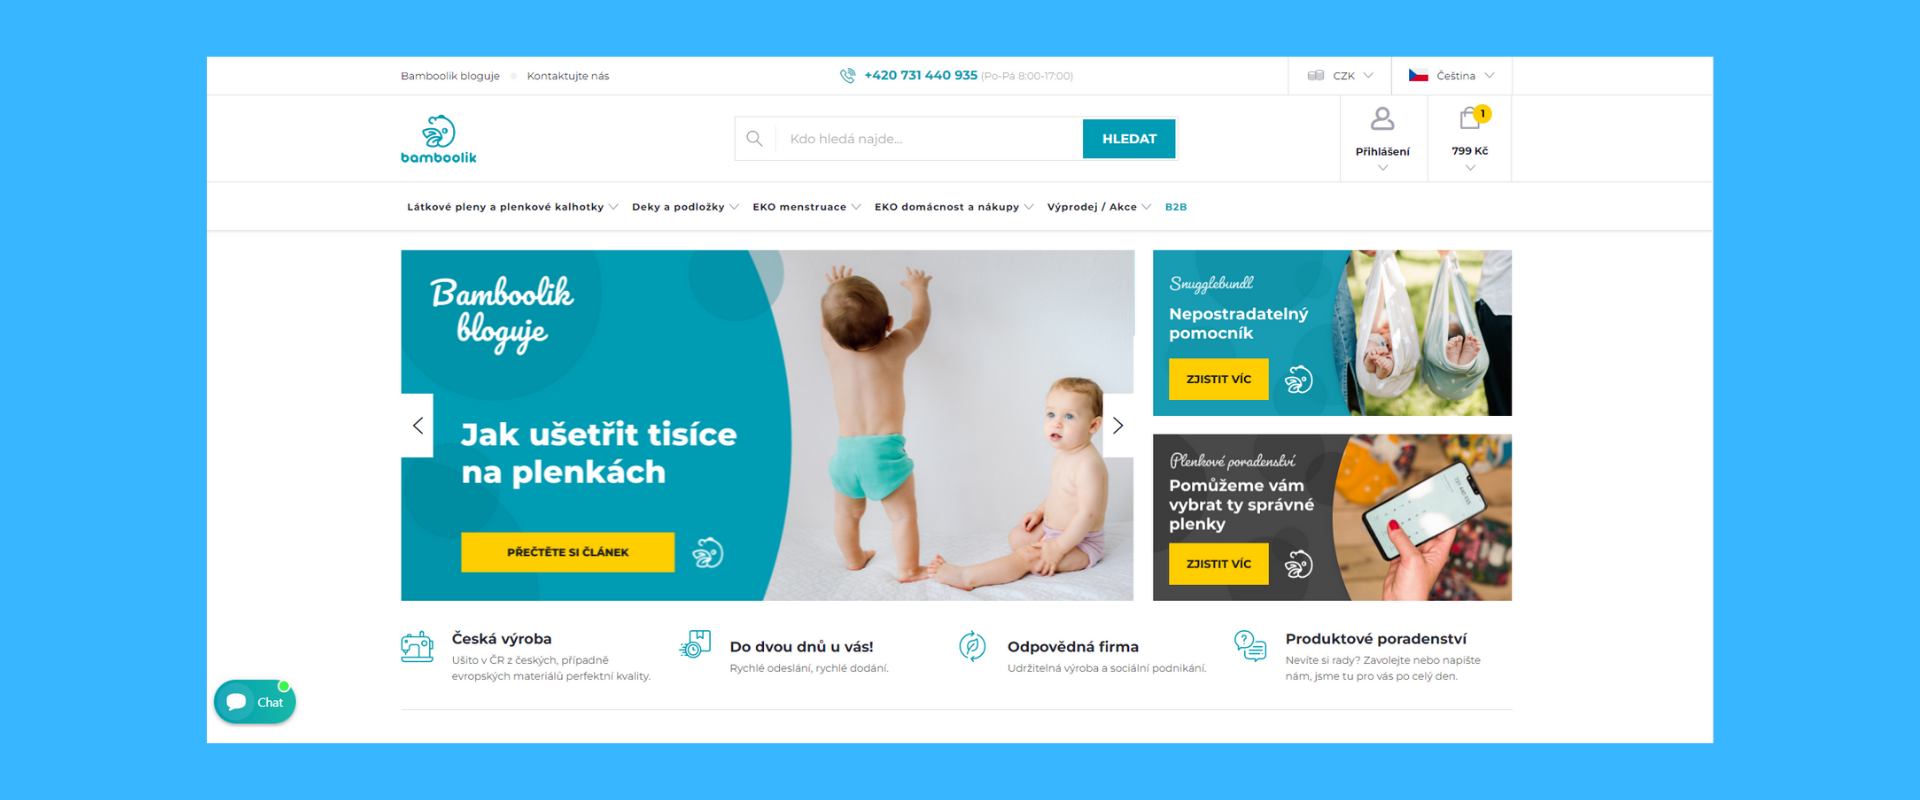 Bamboolik bloguje
Kontaktujte nás
+420 731 440 935 (Po-Pá 8:00-17:00)
CZK
Čeština
bamboolik
Kdo hledá najde...
HLEDAT
Přihlášení
1
799 Kč
Látkové pleny a plenkové kalhotky
Deky a podložky
EKO menstruace
EKO domácnost a nákupy
Výprodej / Akce
B2B
Bamboolik
bloguje
Jak ušetřit tisíce
na plenkách
PŘEČTĚTE SI ČLÁNEK
Snugglebundl
Nepostradatelný
pomocník
ZJISTIT VÍC
Plenkové poradenství
Pomůžeme vám
vybrat ty správné
plenky
ZJISTIT VÍC
Česká výroba
Ušito v ČR z českých, případně
evropských materiálů perfektní kvality.
Do dvou dnů u vás!
Rychlé odeslání, rychlé dodání.
Odpovědná firma
Udržitelná výroba a sociální podnikání.
Produktové poradenství
Nevíte si rady? Zavolejte nebo napište
nám, jsme tu pro vás po celý den.
Chat